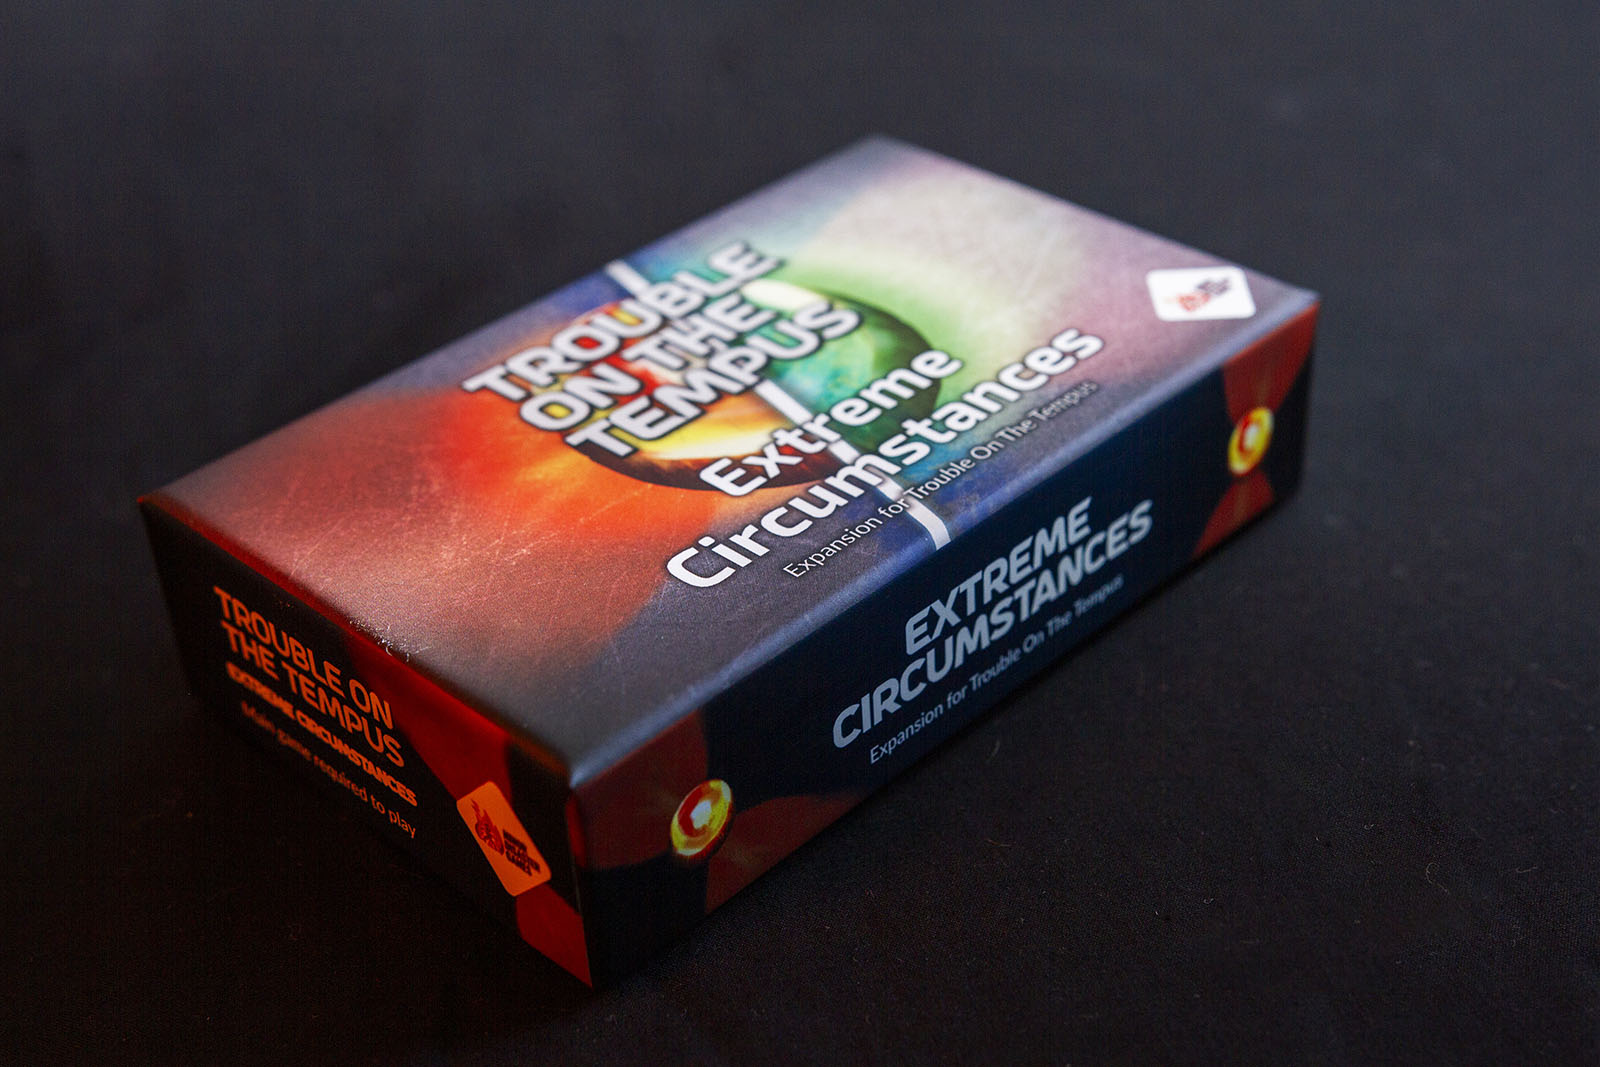 TROUBLE
ON THE
TEMPUS
Extreme
Circumstances
Expansion for Trouble On The Tempus
EXTREME
CIRCUMSTANCES
Expansion for Trouble On The Tempus
TROUBLE ON
THE TEMPUS
EXTREME CIRCUMSTANCES
Main game required to play